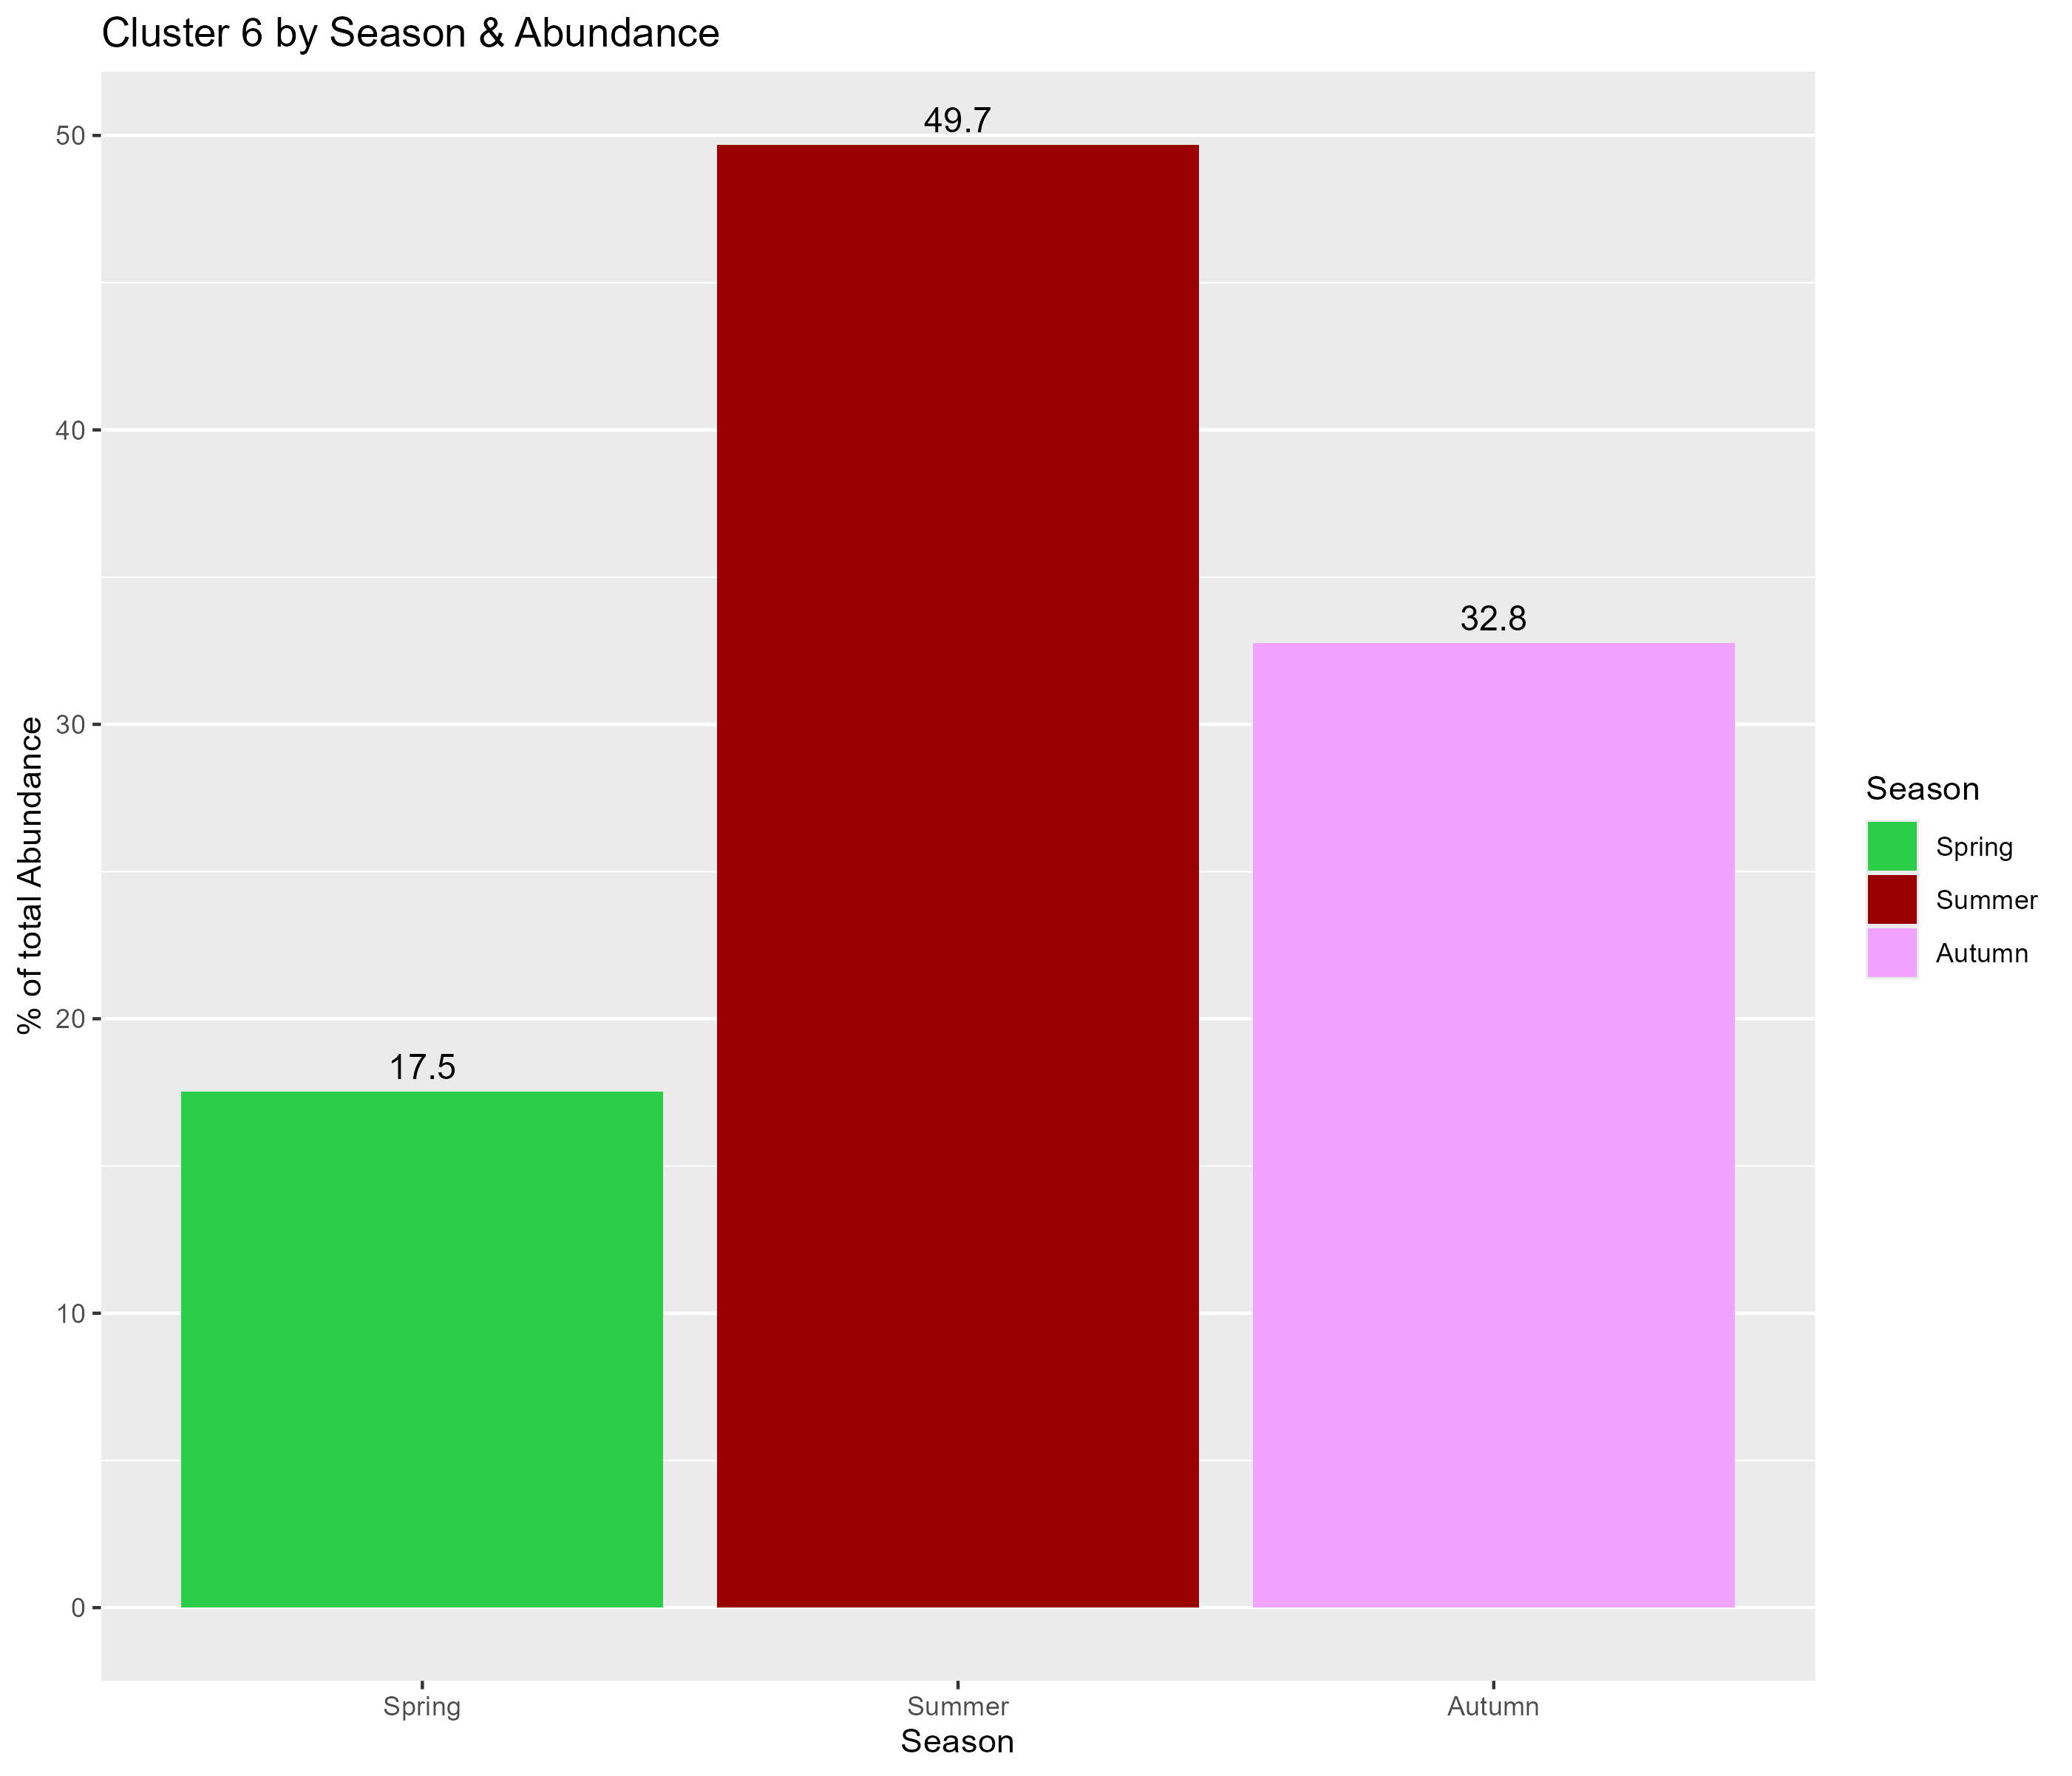 Cluster 6 by Season & Abundance
% of total Abundance
50
40
30
20
10
0
17.5
49.7
32.8
Spring
Summer
Autumn
Season
Season
Spring
Summer
Autumn